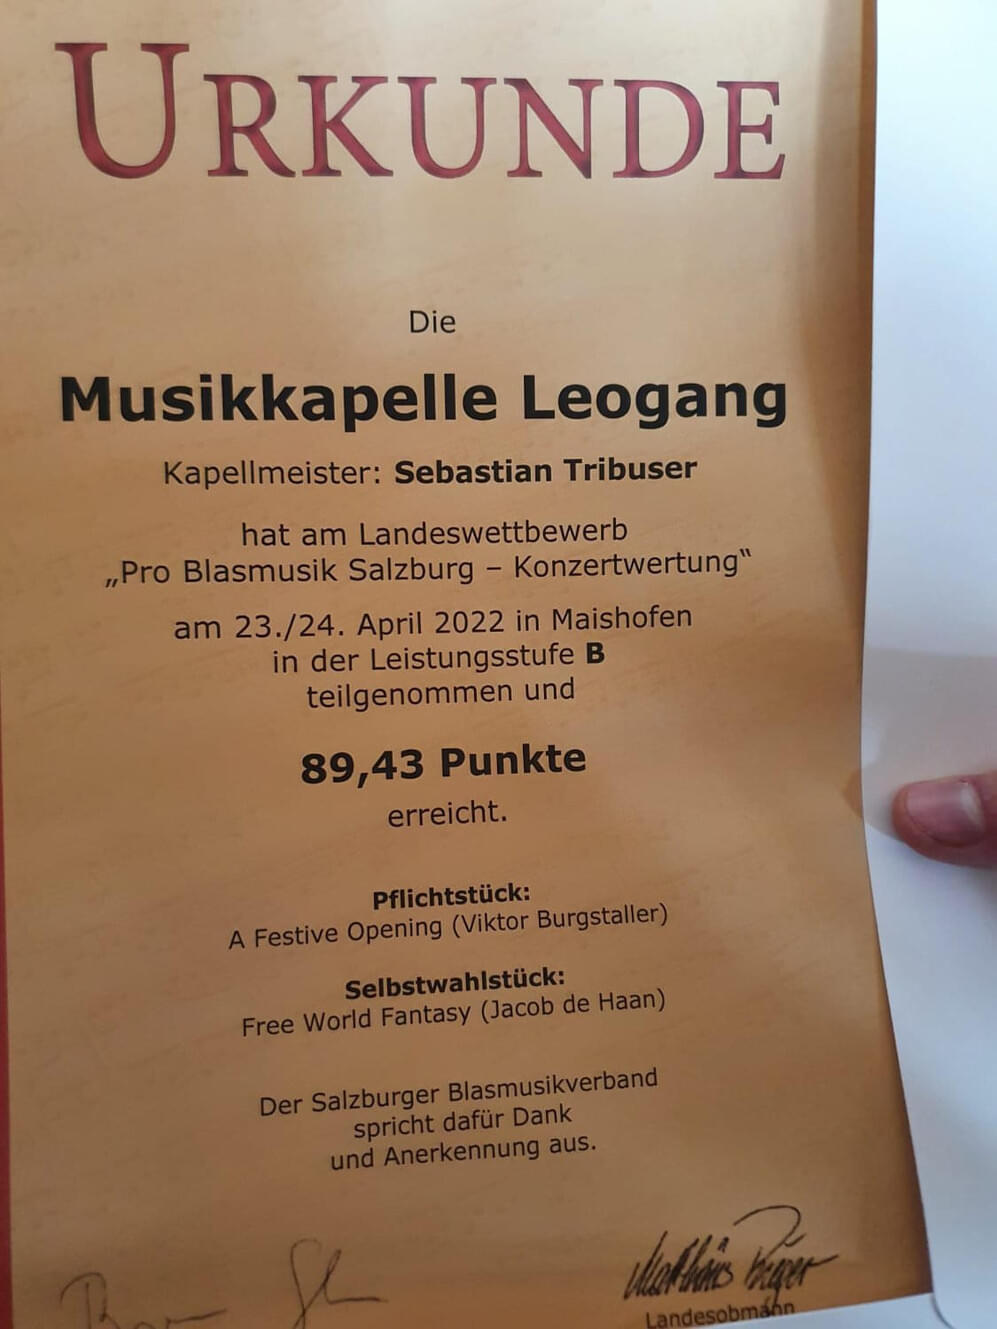 URKUNDE
Die
Musikkapelle Leogang
Kapellmeister: Sebastian Tribuser
hat am Landeswettbewerb
„Pro Blasmusik Salzburg – Konzertwertung“
am 23./24. April 2022 in Maishofen
in der Leistungsstufe B
teilgenommen und
89,43 Punkte
erreicht.
Pflichtstück:
A Festive Opening (Viktor Burgstaller)
Selbstwahlstück:
Free World Fantasy (Jacob de Haan)
Der Salzburger Blasmusikverband
spricht dafür Dank
und Anerkennung aus.
Matthäus
Landesobmann